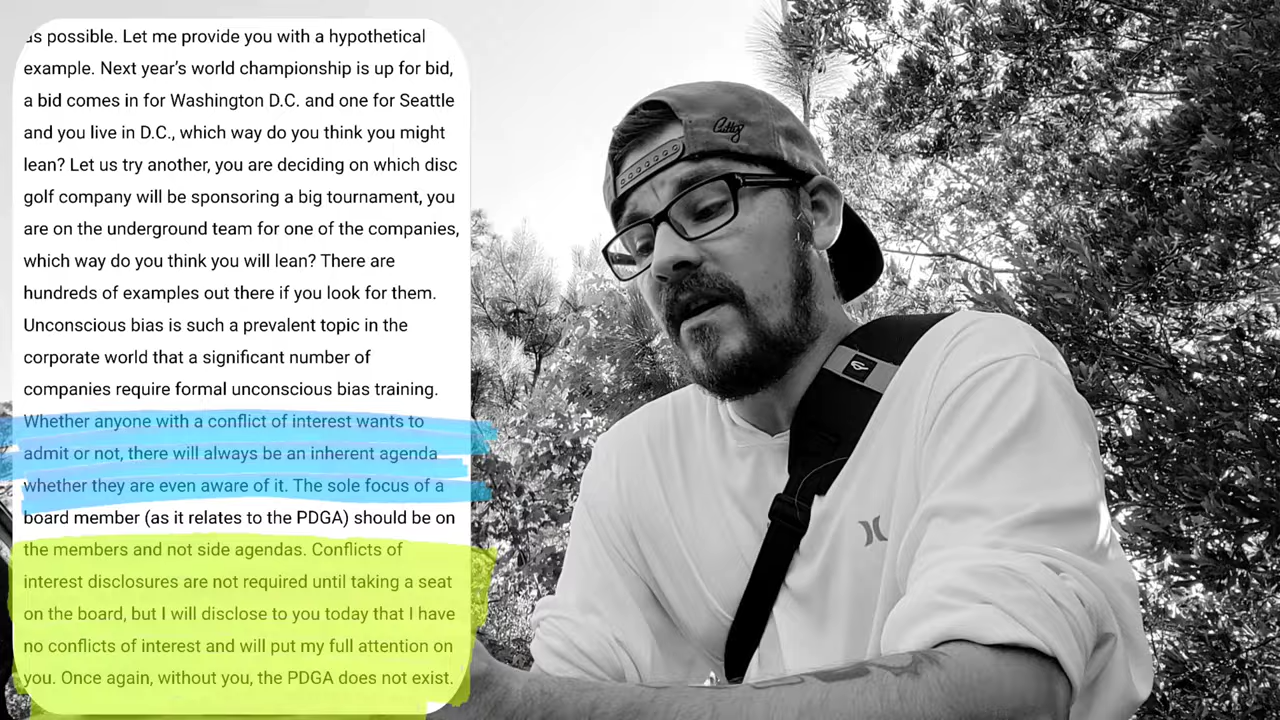 as possible. Let me provide you with a hypothetical
example. Next year’s world championship is up for bid,
a bid comes in for Washington D.C. and one for Seattle
and you live in D.C., which way do you think you might
lean? Let us try another, you are deciding on which disc
golf company will be sponsoring a big tournament, you
are on the underground team for one of the companies,
which way do you think you will lean? There are
hundreds of examples out there if you look for them.
Unconscious bias is such a prevalent topic in the
corporate world that a significant number of
companies require formal unconscious bias training.
Whether anyone with a conflict of interest wants to
admit or not, there will always be an inherent agenda
whether they are even aware of it. The sole focus of a
board member (as it relates to the PDGA) should be on
the members and not side agendas. Conflicts of
interest disclosures are not required until taking a seat
on the board, but I will disclose to you today that I have
no conflicts of interest and will put my full attention on
you. Once again, without you, the PDGA does not exist.